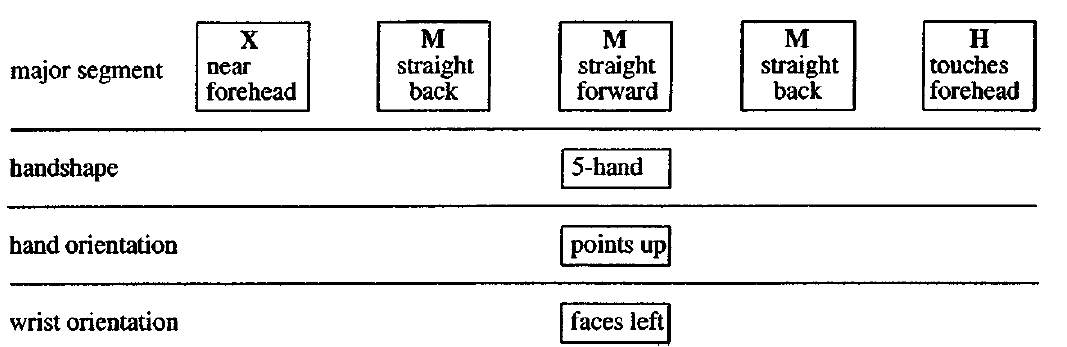 major segment
X
near
forehead
M
straight
back
M
straight
forward
M
straight
back
H
touches
forehead
handshape
5-hand
hand orientation
points up
wrist orientation
faces left